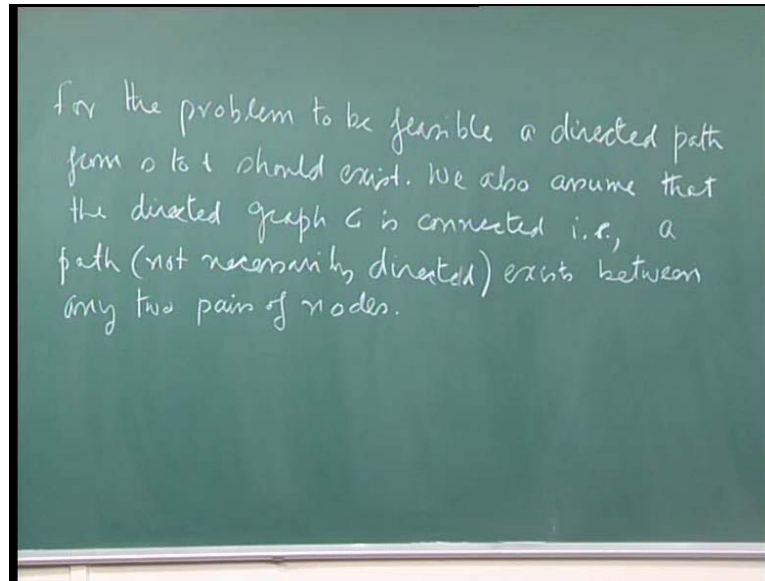 for the problem to be feasible a directed path
from s to t should exist. We also assume that
the directed graph G is connected i.e., a
path (not necessarily directed) exists between
any two pair of nodes.